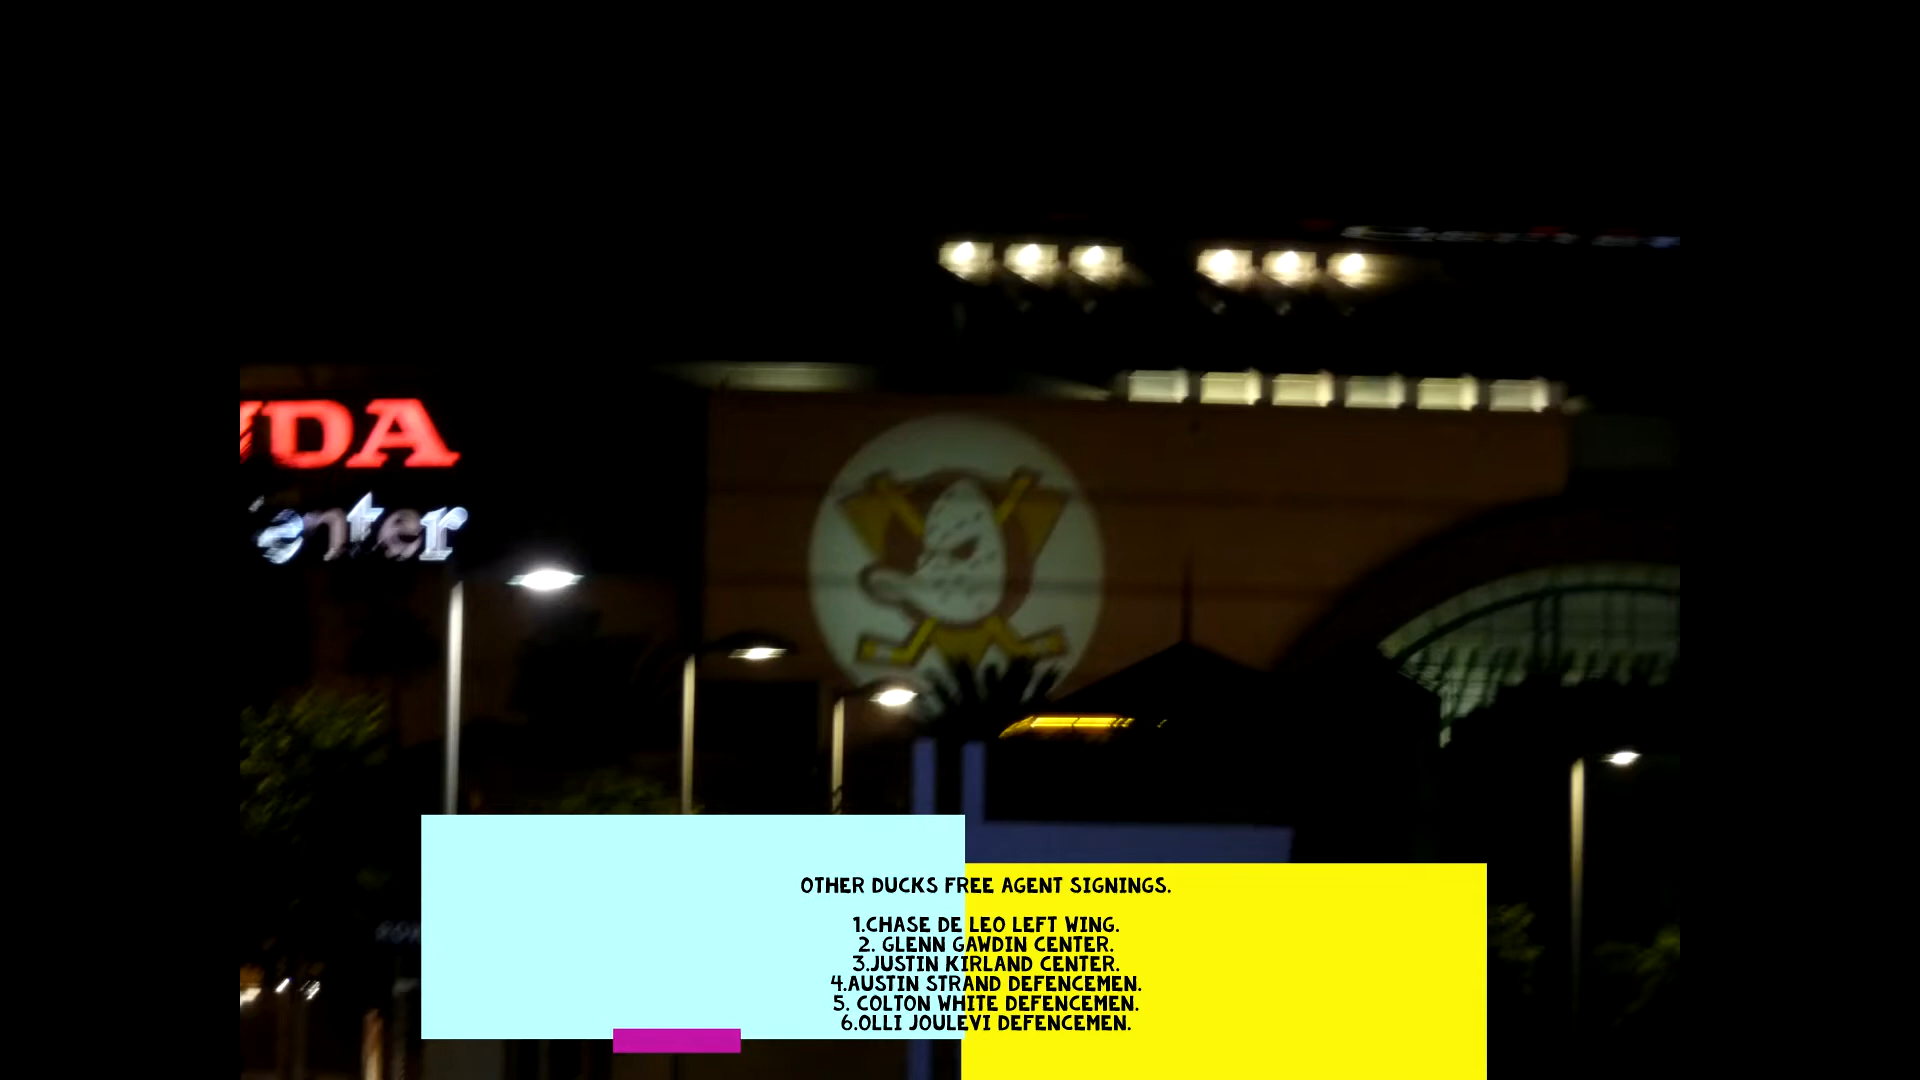 DA
enter
OTHER DUCKS FREE AGENT SIGNINGS.
1.CHASE DE LEO LEFT WING.
2. GLENN GAWDIN CENTER.
3.JUSTIN KIRLAND CENTER.
4.AUSTIN STRAND DEFENCEMEN.
5. COLTON WHITE DEFENCEMEN.
6.OLLI JOULEVI DEFENCEMEN.